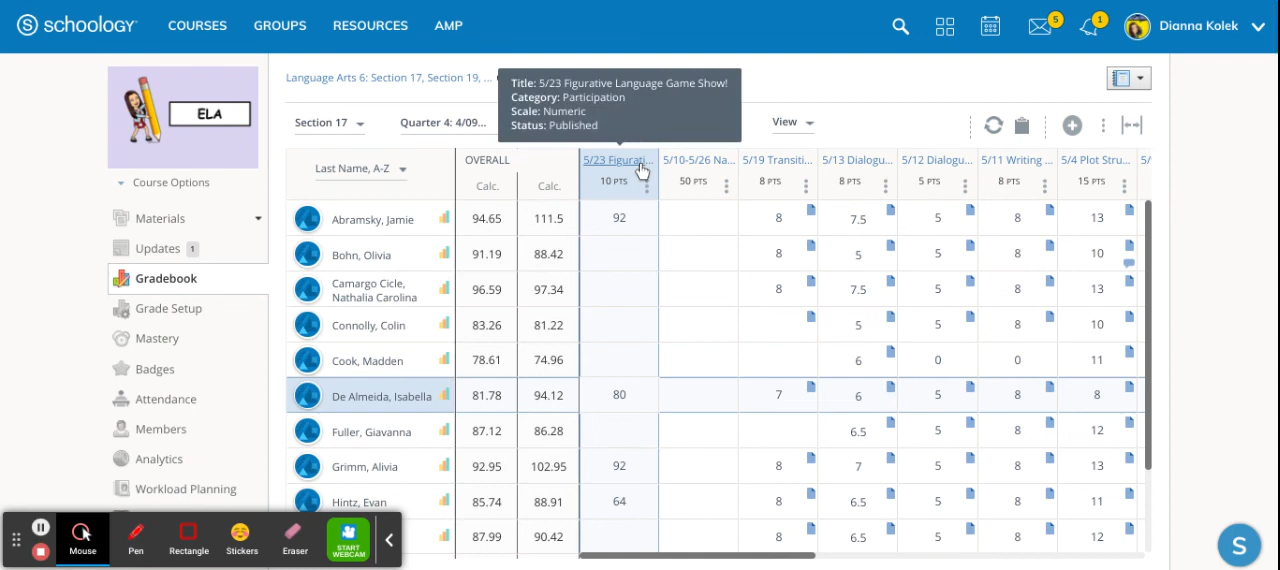 S schoology COURSES GROUPS RESOURCES AMP 5 1 Dianna Kolek
ELA
Course Options
Materials
Updates 1
Gradebook
Grade Setup
Mastery
Badges
Attendance
Members
Analytics
Workload Planning
Language Arts 6: Section 17, Section 19, ...
Title: 5/23 Figurative Language Game Show!
Category: Participation
Scale: Numeric
Status: Published
Section 17 Quarter 4: 4/09... View
Last Name, A-Z OVERALL 5/23 Figurati... 5/10-5/26 Na... 5/19 Transiti... 5/13 Dialogu... 5/12 Dialogu... 5/11 Writing ... 5/4 Plot Stru...
Calc. Calc. 10 PTS 50 PTS 8 PTS 8 PTS 5 PTS 8 PTS 15 PTS
Abramsky, Jamie 94.65 111.5 92 8 7.5 5 8 13
Bohn, Olivia 91.19 88.42 8 5 5 8 10
Camargo Cicle,
Nathalia Carolina 96.59 97.34 8 7.5 5 8 13
Connolly, Colin 83.26 81.22 5 5 8 10
Cook, Madden 78.61 74.96 6 0 0 11
De Almeida, Isabella 81.78 94.12 80 7 6 5 8 8
Fuller, Giavanna 87.12 86.28 6.5 5 8 12
Grimm, Alivia 92.95 102.95 92 8 7 5 8 13
Hintz, Evan 85.74 88.91 64 8 6.5 5 8 11
87.99 90.42 8 6.5 5 8 12
Mouse Pen Rectangle Stickers Eraser START
WEBCAM
S